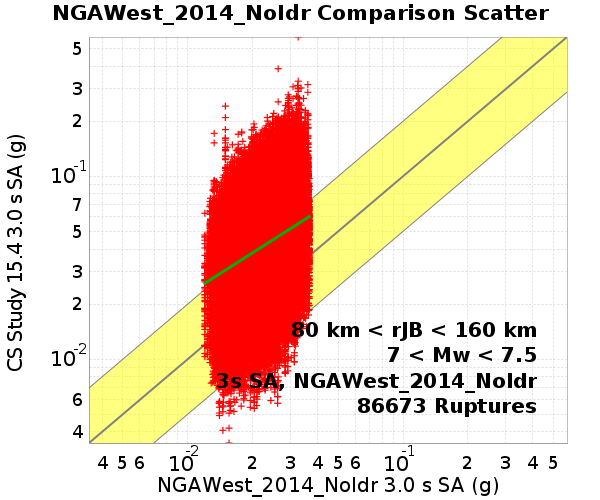 NGAWest_2014_NoIdr Comparison Scatter
CS Study 15.4 3.0 s SA (g)
5
3
2
10^-1
7
5
3
2
10^-2
6
4
80 km < rJB < 160 km
7 < Mw < 7.5
3s SA, NGAWest_2014_NoIdr
86673 Ruptures
4 5 6 10^-2 2 3 4 5 6 10^-1 2 3 4 5
NGAWest_2014_NoIdr 3.0 s SA (g)